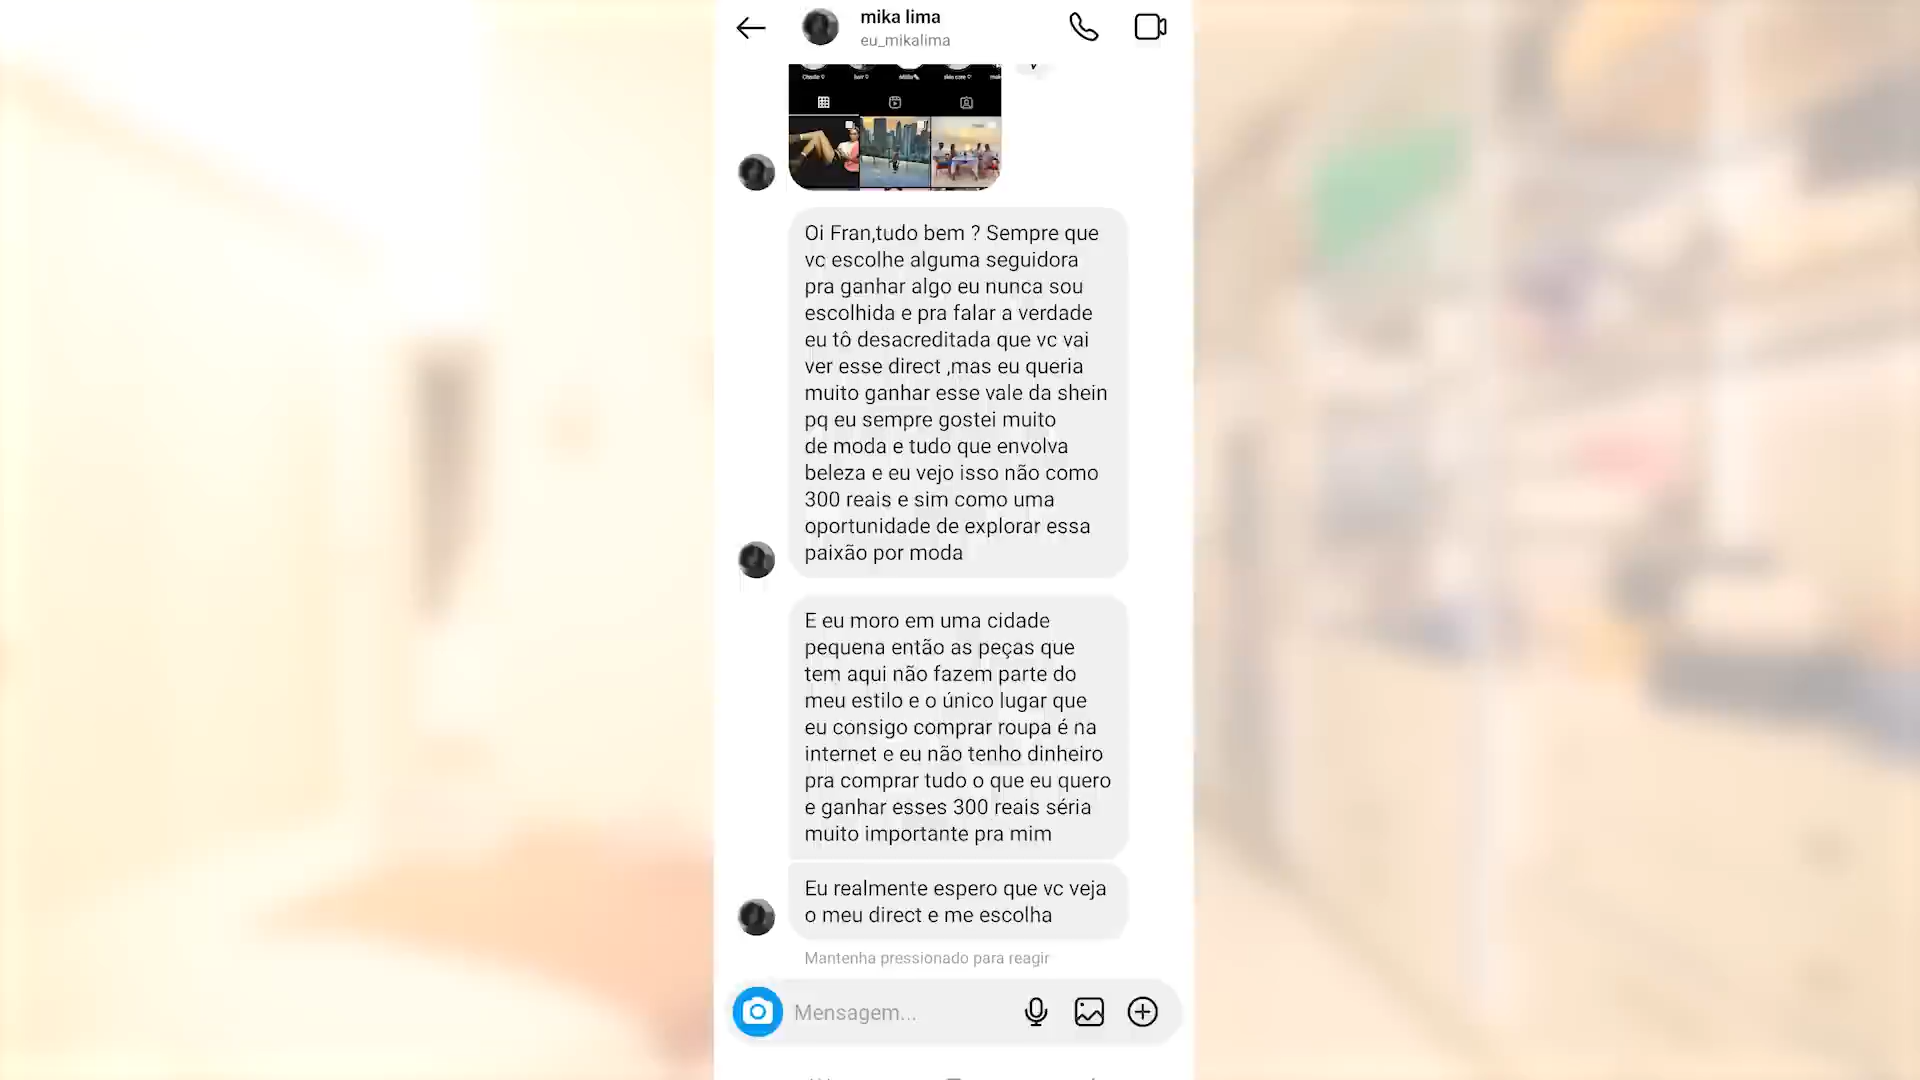 mika lima
eu_mikalima
Oi Fran,tudo bem ? Sempre que
vc escolhe alguma seguidora
pra ganhar algo eu nunca sou
escolhida e pra falar a verdade
eu tô desacreditada que vc vai
ver esse direct ,mas eu queria
muito ganhar esse vale da shein
pq eu sempre gostei muito
de moda e tudo que envolva
beleza e eu vejo isso não como
300 reais e sim como uma
oportunidade de explorar essa
paixão por moda
E eu moro em uma cidade
pequena então as peças que
tem aqui não fazem parte do
meu estilo e o único lugar que
eu consigo comprar roupa é na
internet e eu não tenho dinheiro
pra comprar tudo o que eu quero
e ganhar esses 300 reais séria
muito importante pra mim
Eu realmente espero que vc veja
o meu direct e me escolha
Mantenha pressionado para reagir
Mensagem...